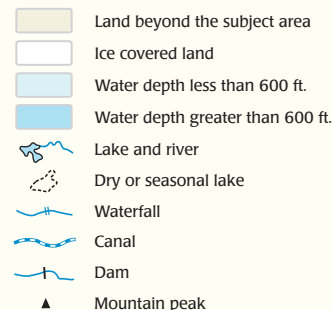 Land beyond the subject area
Ice covered land
Water depth less than 600 ft.
Water depth greater than 600 ft.
Lake and river
Dry or seasonal lake
Waterfall
Canal
Dam
Mountain peak